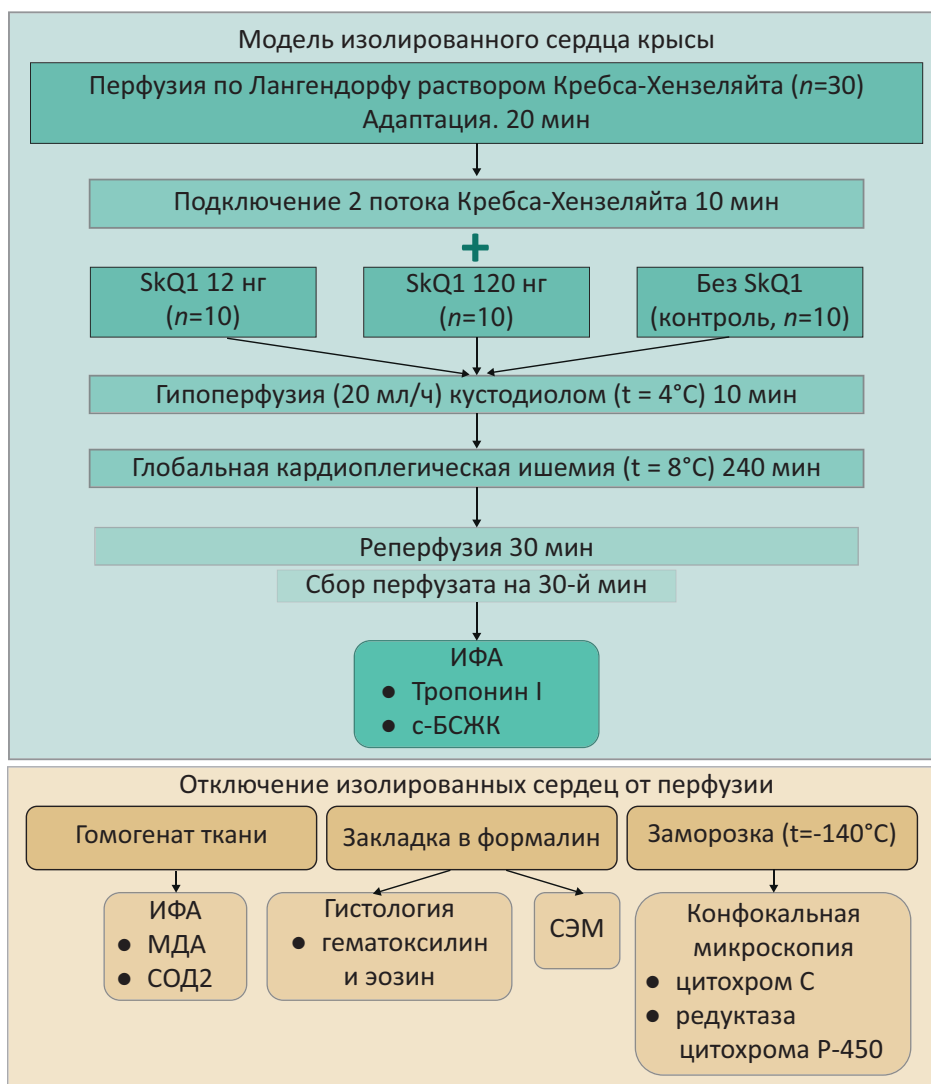 Модель изолированного сердца крысы
Перфузия по Лангендорфу раствором Кребса-Хензеляйта (n=30)
Адаптация. 20 мин
Подключение 2 потока Кребса-Хензеляйта 10 мин
+
SkQ1 12 нг
(n=10)
SkQ1 120 нг
(n=10)
Без SkQ1
(контроль, n=10)
Гипоперфузия (20 мл/ч) кустодиолом (t = 4°C) 10 мин
Глобальная кардиоплегическая ишемия (t = 8°C) 240 мин
Реперфузия 30 мин
Сбор перфузата на 30-й мин
ИФА
● Тропонин I
● с-БСЖК
Отключение изолированных сердец от перфузии
Гомогенат ткани
Закладка в формалин
Заморозка (t=-140°C)
ИФА
● МДА
● СОД2
Гистология
● гематоксилин
и эозин
СЭМ
Конфокальная
микроскопия
● цитохром С
● редуктаза
цитохрома Р-450